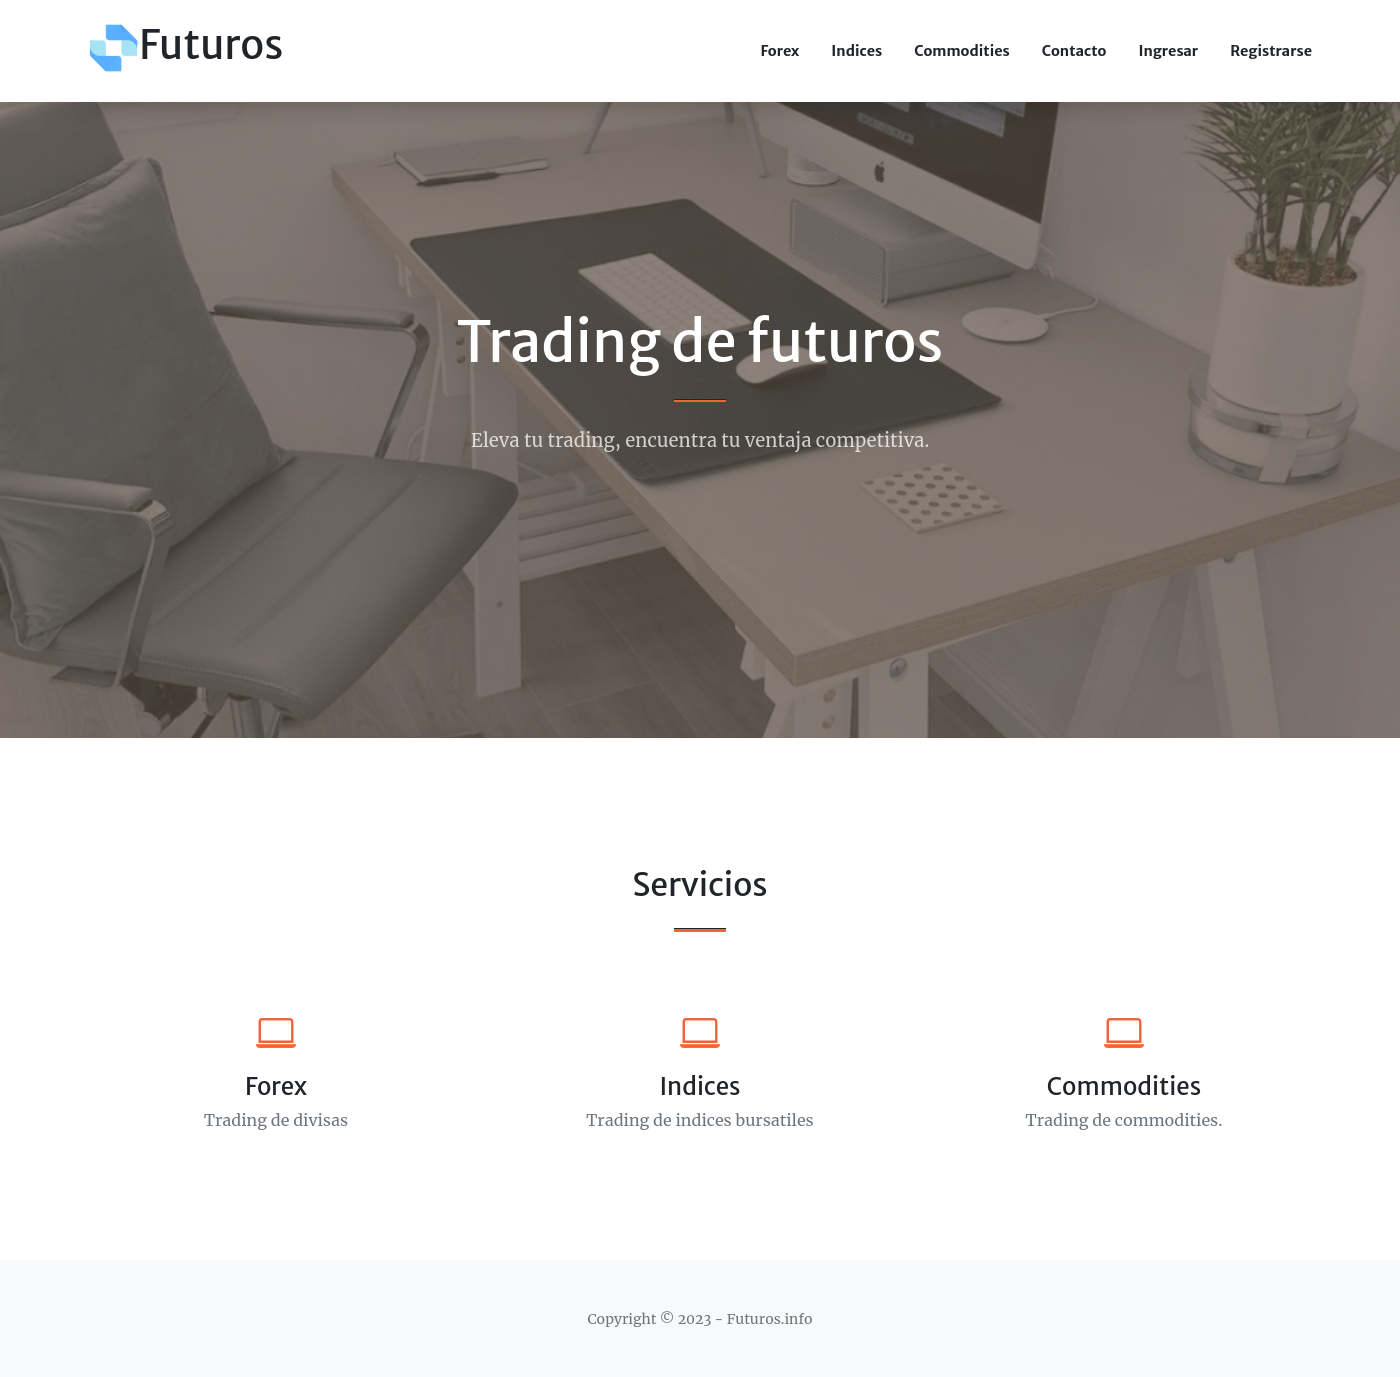 Futuros
Forex Indices Commodities Contacto Ingresar Registrarse
Trading de futuros
Eleva tu trading, encuentra tu ventaja competitiva.
Servicios
Forex
Trading de divisas
Indices
Trading de indices bursatiles
Commodities
Trading de commodities.
Copyright © 2023 - Futuros.info